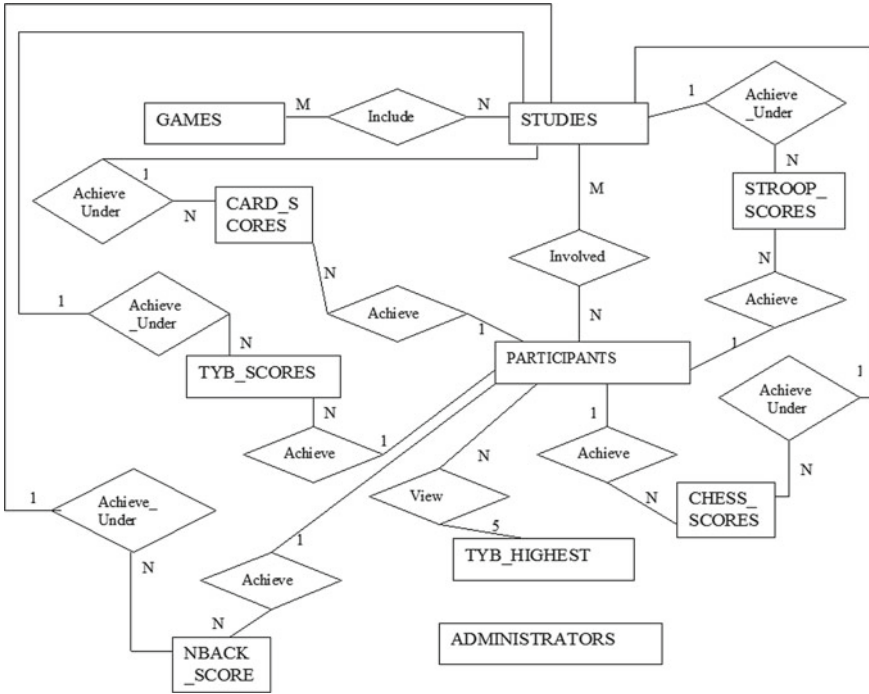 GAMES
M
Include
N
STUDIES
1
Achieve
_Under
N
STROOP_
SCORES
N
Achieve
1
M
Involved
N
PARTICIPANTS
Achieve
Under
1
N
CARD_S
CORES
N
Achieve
1
1
Achieve
_Under
N
TYB_SCORES
N
Achieve
1
1
Achieve_
Under
N
NBACK
_SCORE
N
Achieve
1
N
View
5
TYB_HIGHEST
1
Achieve
N
CHESS_
SCORES
N
Achieve
Under
1
ADMINISTRATORS